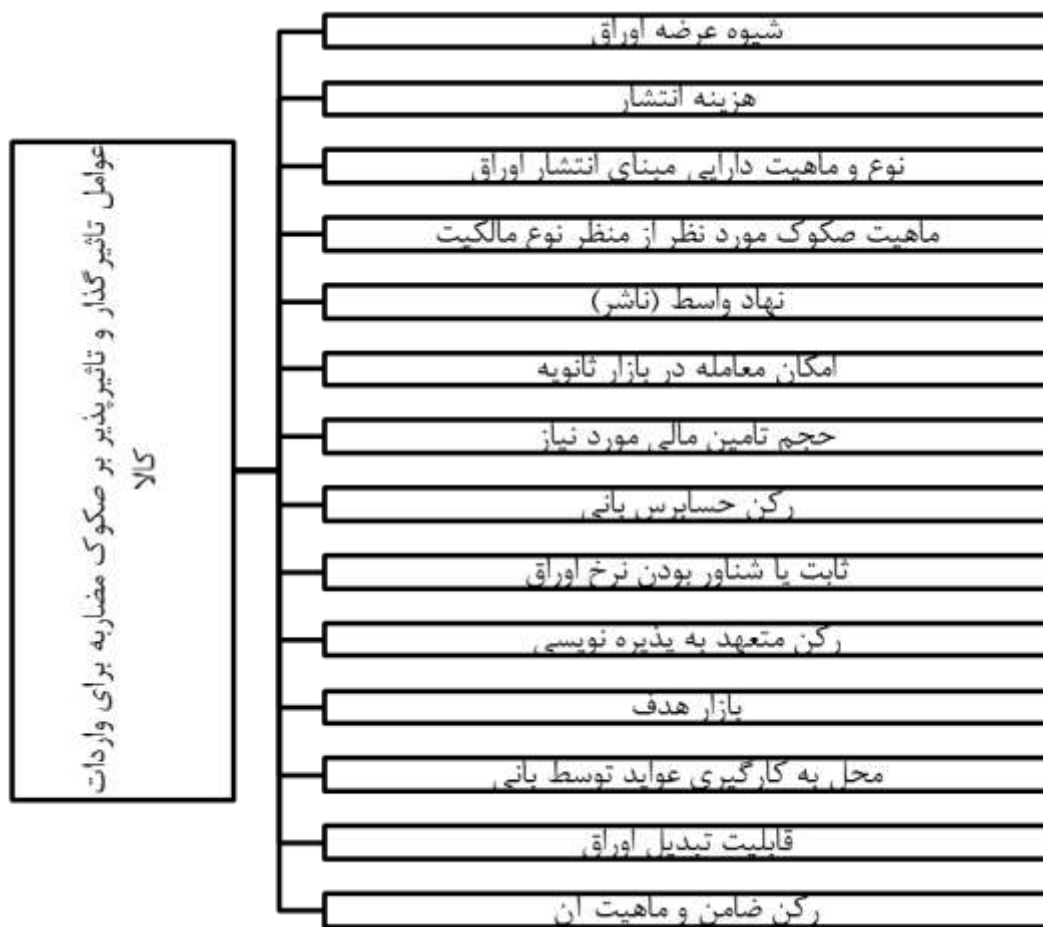 عوامل تاثیرگذار و تاثیرپذیر بر صکوک مضاربه برای واردات
کالا
شیوه عرضه اوراق
هزینه انتشار
نوع و ماهیت دارایی مبنای انتشار اوراق
ماهیت صکوک مورد نظر از منظر نوع مالکیت
نهاد واسط (ناشر)
امکان معامله در بازار ثانویه
حجم تامین مالی مورد نیاز
رکن حسابرس بانی
ثابت یا شناور بودن نرخ اوراق
رکن متعهد به پذیره نویسی
بازار هدف
محل به کارگیری عواید توسط بانی
قابلیت تبدیل اوراق
رکن ضامن و ماهیت آن